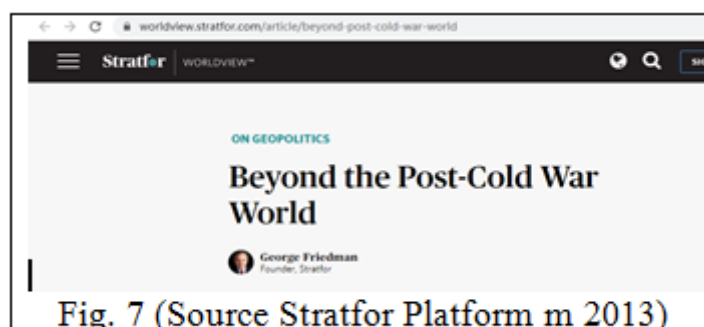 worldview.stratfor.com/article/beyond-post-cold-war-world
Stratfor WORLDVIEW™
ON GEOPOLITICS
Beyond the Post-Cold War
World
George Friedman
Founder, Stratfor
Fig. 7 (Source Stratfor Platform m 2013)